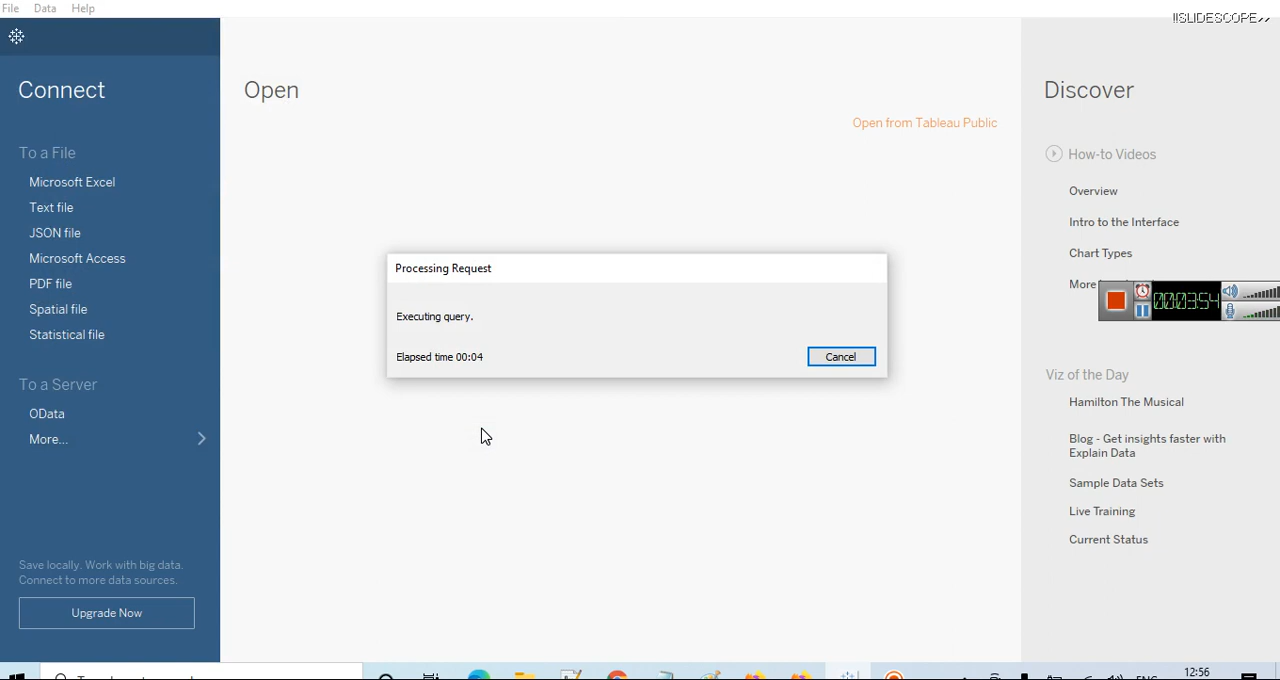 File Data Help
!!SLIDESCOPE>>
Connect
Open
Discover
Open from Tableau Public
To a File
Microsoft Excel
Text file
JSON file
Microsoft Access
PDF file
Spatial file
Statistical file
To a Server
OData
More...
Save locally. Work with big data.
Connect to more data sources.
Upgrade Now
Processing Request
Executing query.
Elapsed time 00:04
Cancel
How-to Videos
Overview
Intro to the Interface
Chart Types
More
00:03:54
Viz of the Day
Hamilton The Musical
Blog - Get insights faster with
Explain Data
Sample Data Sets
Live Training
Current Status
12:56